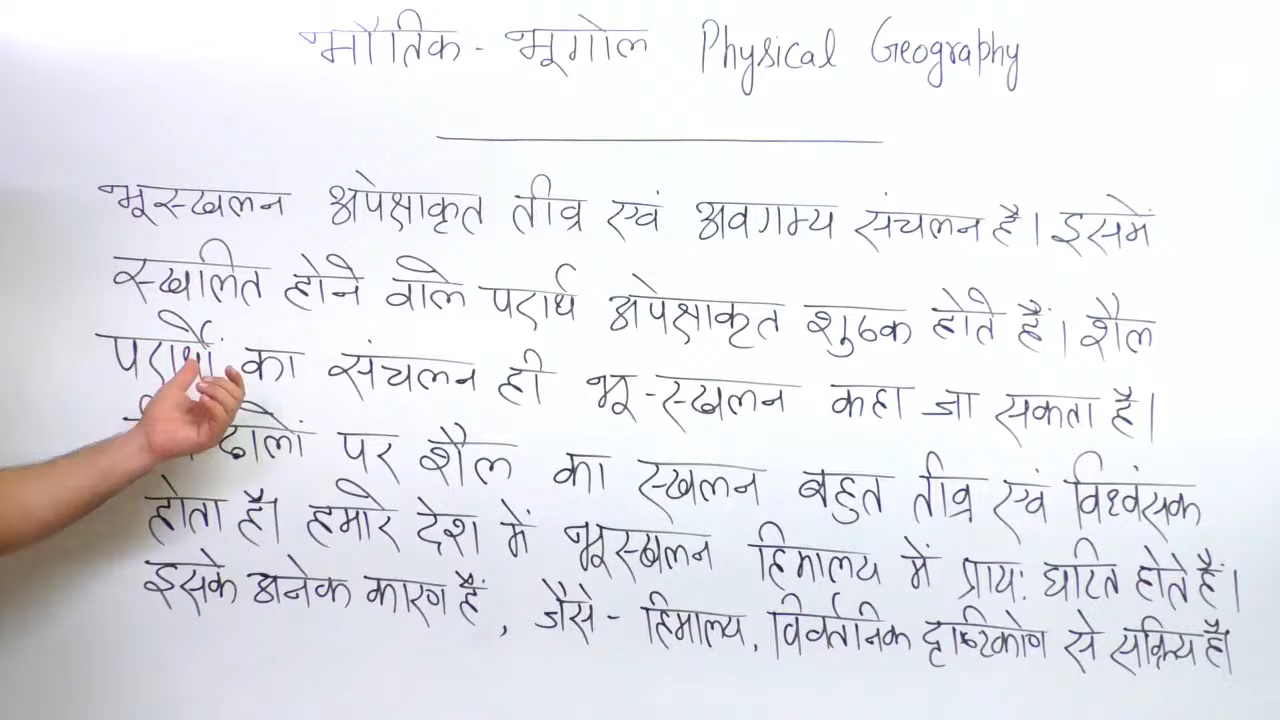 भौतिक - भूगोल Physical Geography
भूस्खलन अपेक्षाकृत तीव्र एवं अवगम्य संचलन है। इसमें
स्खलित होने वाले पदार्थ अपेक्षाकृत शुष्क होते हैं। शैल
पदार्थों का संचलन ही भू-स्खलन कहा जा सकता है।
ढालों पर शैल का स्खलन बहुत तीव्र एवं विध्वंसक
होता है। हमारे देश में भूस्खलन हिमालय में प्रायः घटित होते हैं।
इसके अनेक कारण हैं, जैसे - हिमालय, विवर्तनिक दृष्टिकोण से सक्रिय है।